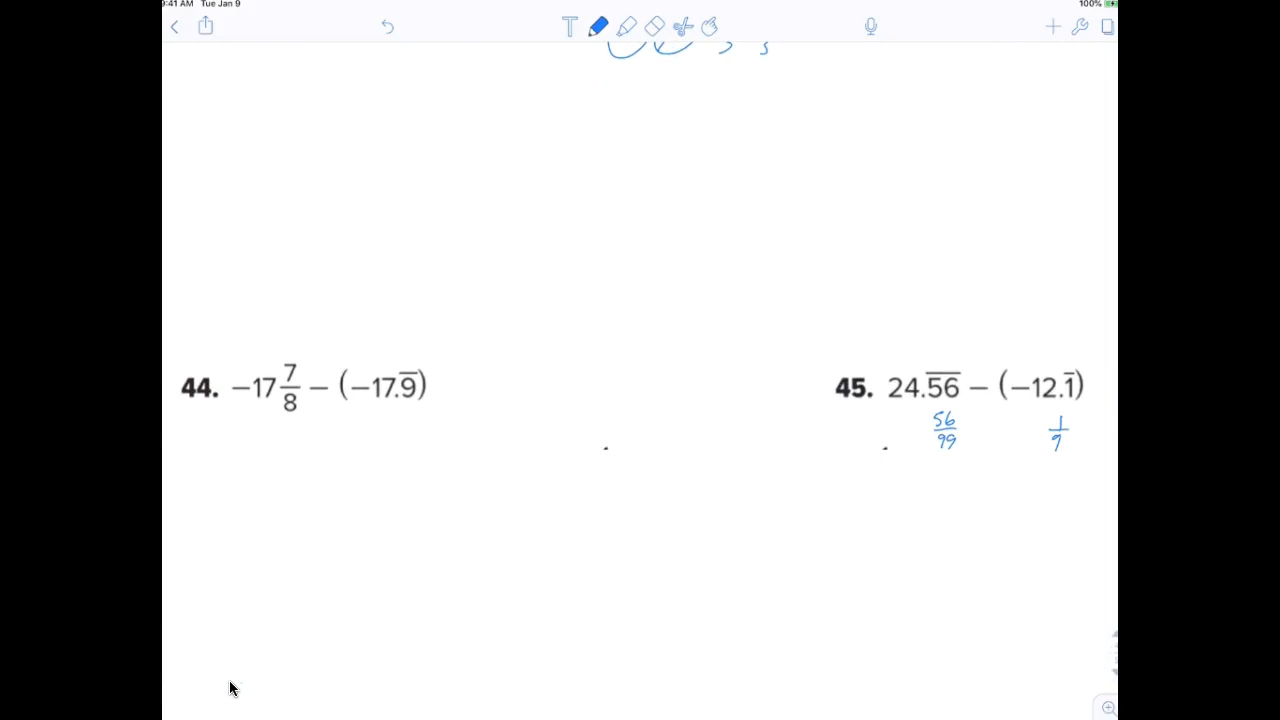 9:41 AM Tue Jan 9 100%
44. −17 7/8 − (−17.9̅)
45. 24.5̅6̅ − (−12.1̅)
56/99 1/9